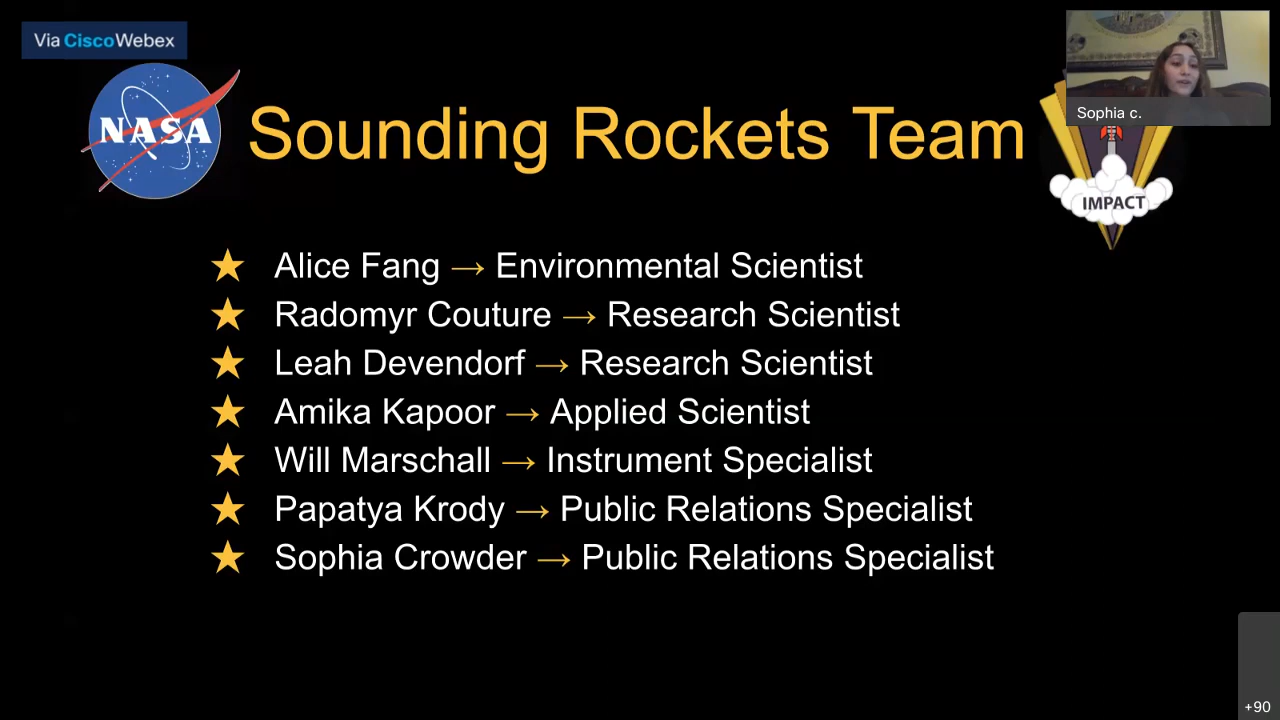 Via CiscoWebex
Sophia c.
NASA
Sounding Rockets Team
IMPACT
★ Alice Fang → Environmental Scientist
★ Radomyr Couture → Research Scientist
★ Leah Devendorf → Research Scientist
★ Amika Kapoor → Applied Scientist
★ Will Marschall → Instrument Specialist
★ Papatya Krody → Public Relations Specialist
★ Sophia Crowder → Public Relations Specialist
+90